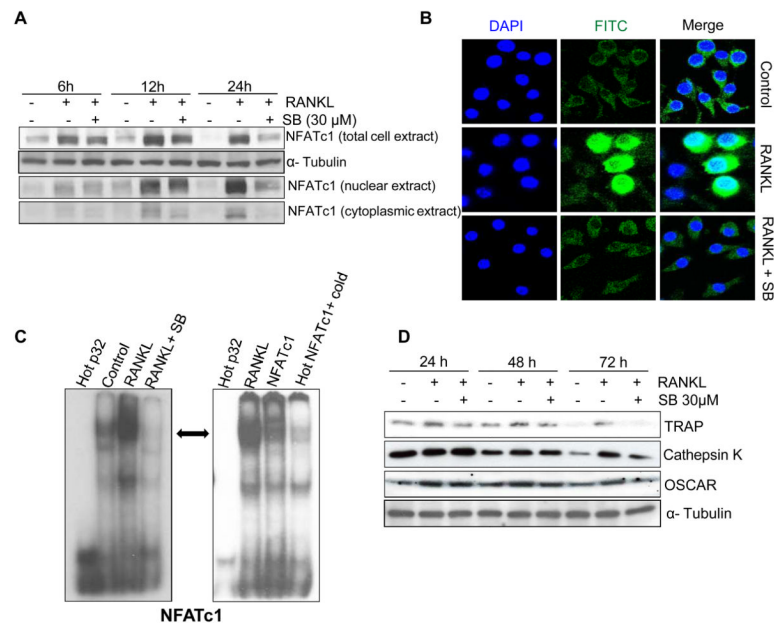 A
6h 12h 24h
- + + - + + - + + RANKL
- - + - - + - - + SB (30 µM)
NFATc1 (total cell extract)
α- Tubulin
NFATc1 (nuclear extract)
NFATc1 (cytoplasmic extract)
B
DAPI FITC Merge
Control
RANKL
RANKL + SB
C
Hot p32
Control
RANKL
RANKL+ SB
Hot p32
RANKL
NFATc1
Hot NFATc1+ cold
NFATc1
D
24 h 48 h 72 h
- + + - + + - + + RANKL
- - + - - + - - + SB 30µM
TRAP
Cathepsin K
OSCAR
α- Tubulin